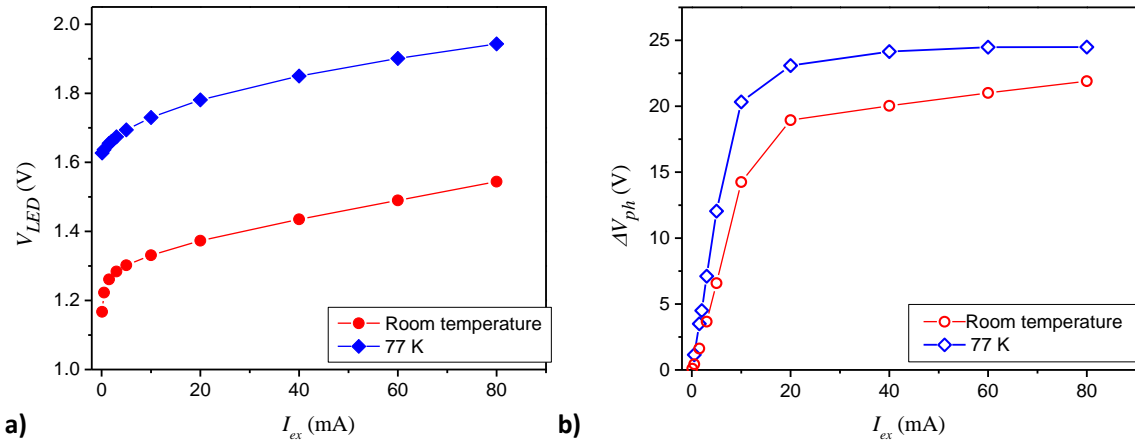 2.0
1.8
1.6
1.4
1.2
1.0
V_LED (V)
0 20 40 60 80
I_ex (mA)
Room temperature
77 K
a)
25
20
15
10
5
0
ΔV_ph (V)
0 20 40 60 80
I_ex (mA)
Room temperature
77 K
b)